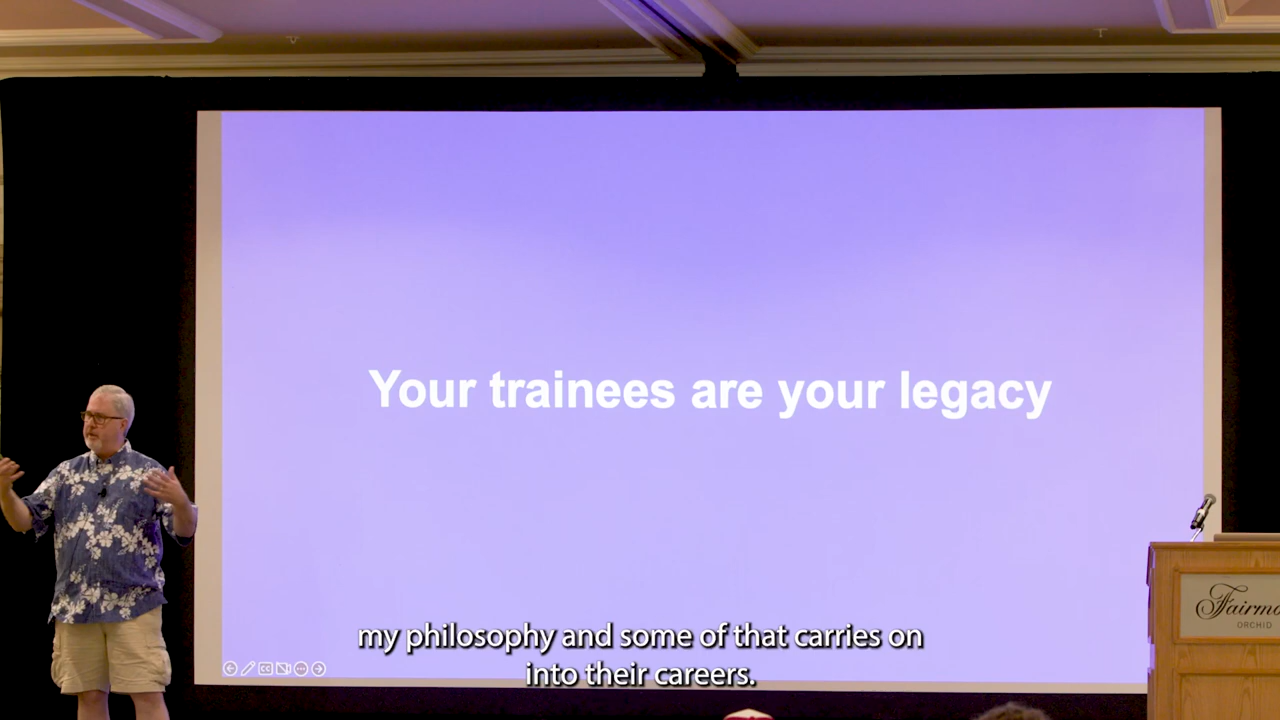 Your trainees are your legacy
Fairmo
ORCHID
my philosophy and some of that carries on
into their careers.